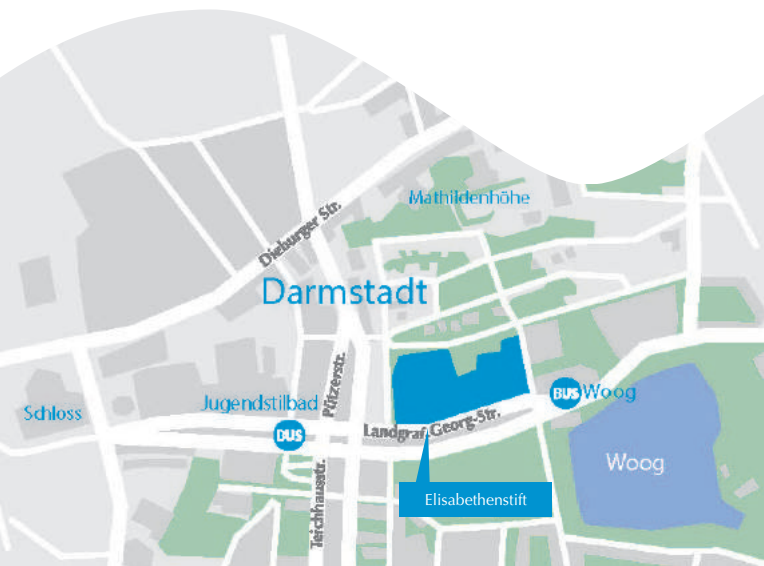 Mathildenhöhe
Dieburger Str.
Darmstadt
Pützerstr.
Jugendstilbad
BUS
Schloss
BUS Woog
Landgraf-Georg-Str.
Woog
Elisabethenstift
Teichhausstr.